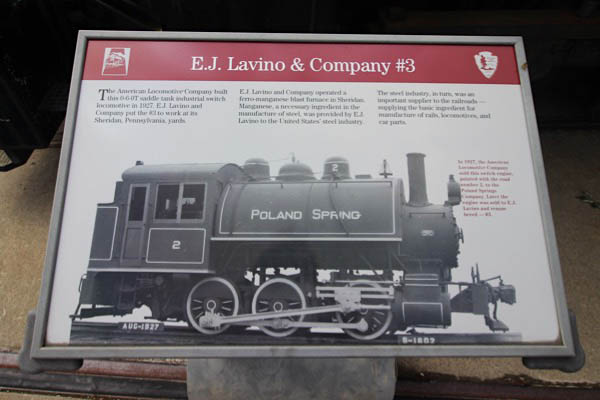 E.J. Lavino & Company #3
The American Locomotive Company built
this 0-6-0T saddle tank industrial switch
locomotive in 1927. E.J. Lavino and
Company put the #3 to work at its
Sheridan, Pennsylvania, yards.
E.J. Lavino and Company operated a
ferro-manganese blast furnace in Sheridan.
Manganese, a necessary ingredient in the
manufacture of steel, was provided by E.J.
Lavino to the United States' steel industry.
The steel industry, in turn, was an
important supplier to the railroads —
supplying the basic ingredient for
manufacture of rails, locomotives, and
car parts.
In 1927, the American
Locomotive Company
sold this switch engine,
painted with the road
number 2, to the
Poland Springs
Company. Later the
engine was sold to E.J.
Lavino and renum-
bered — #3.
2
POLAND SPRING
2
AUG-1927
S-1602